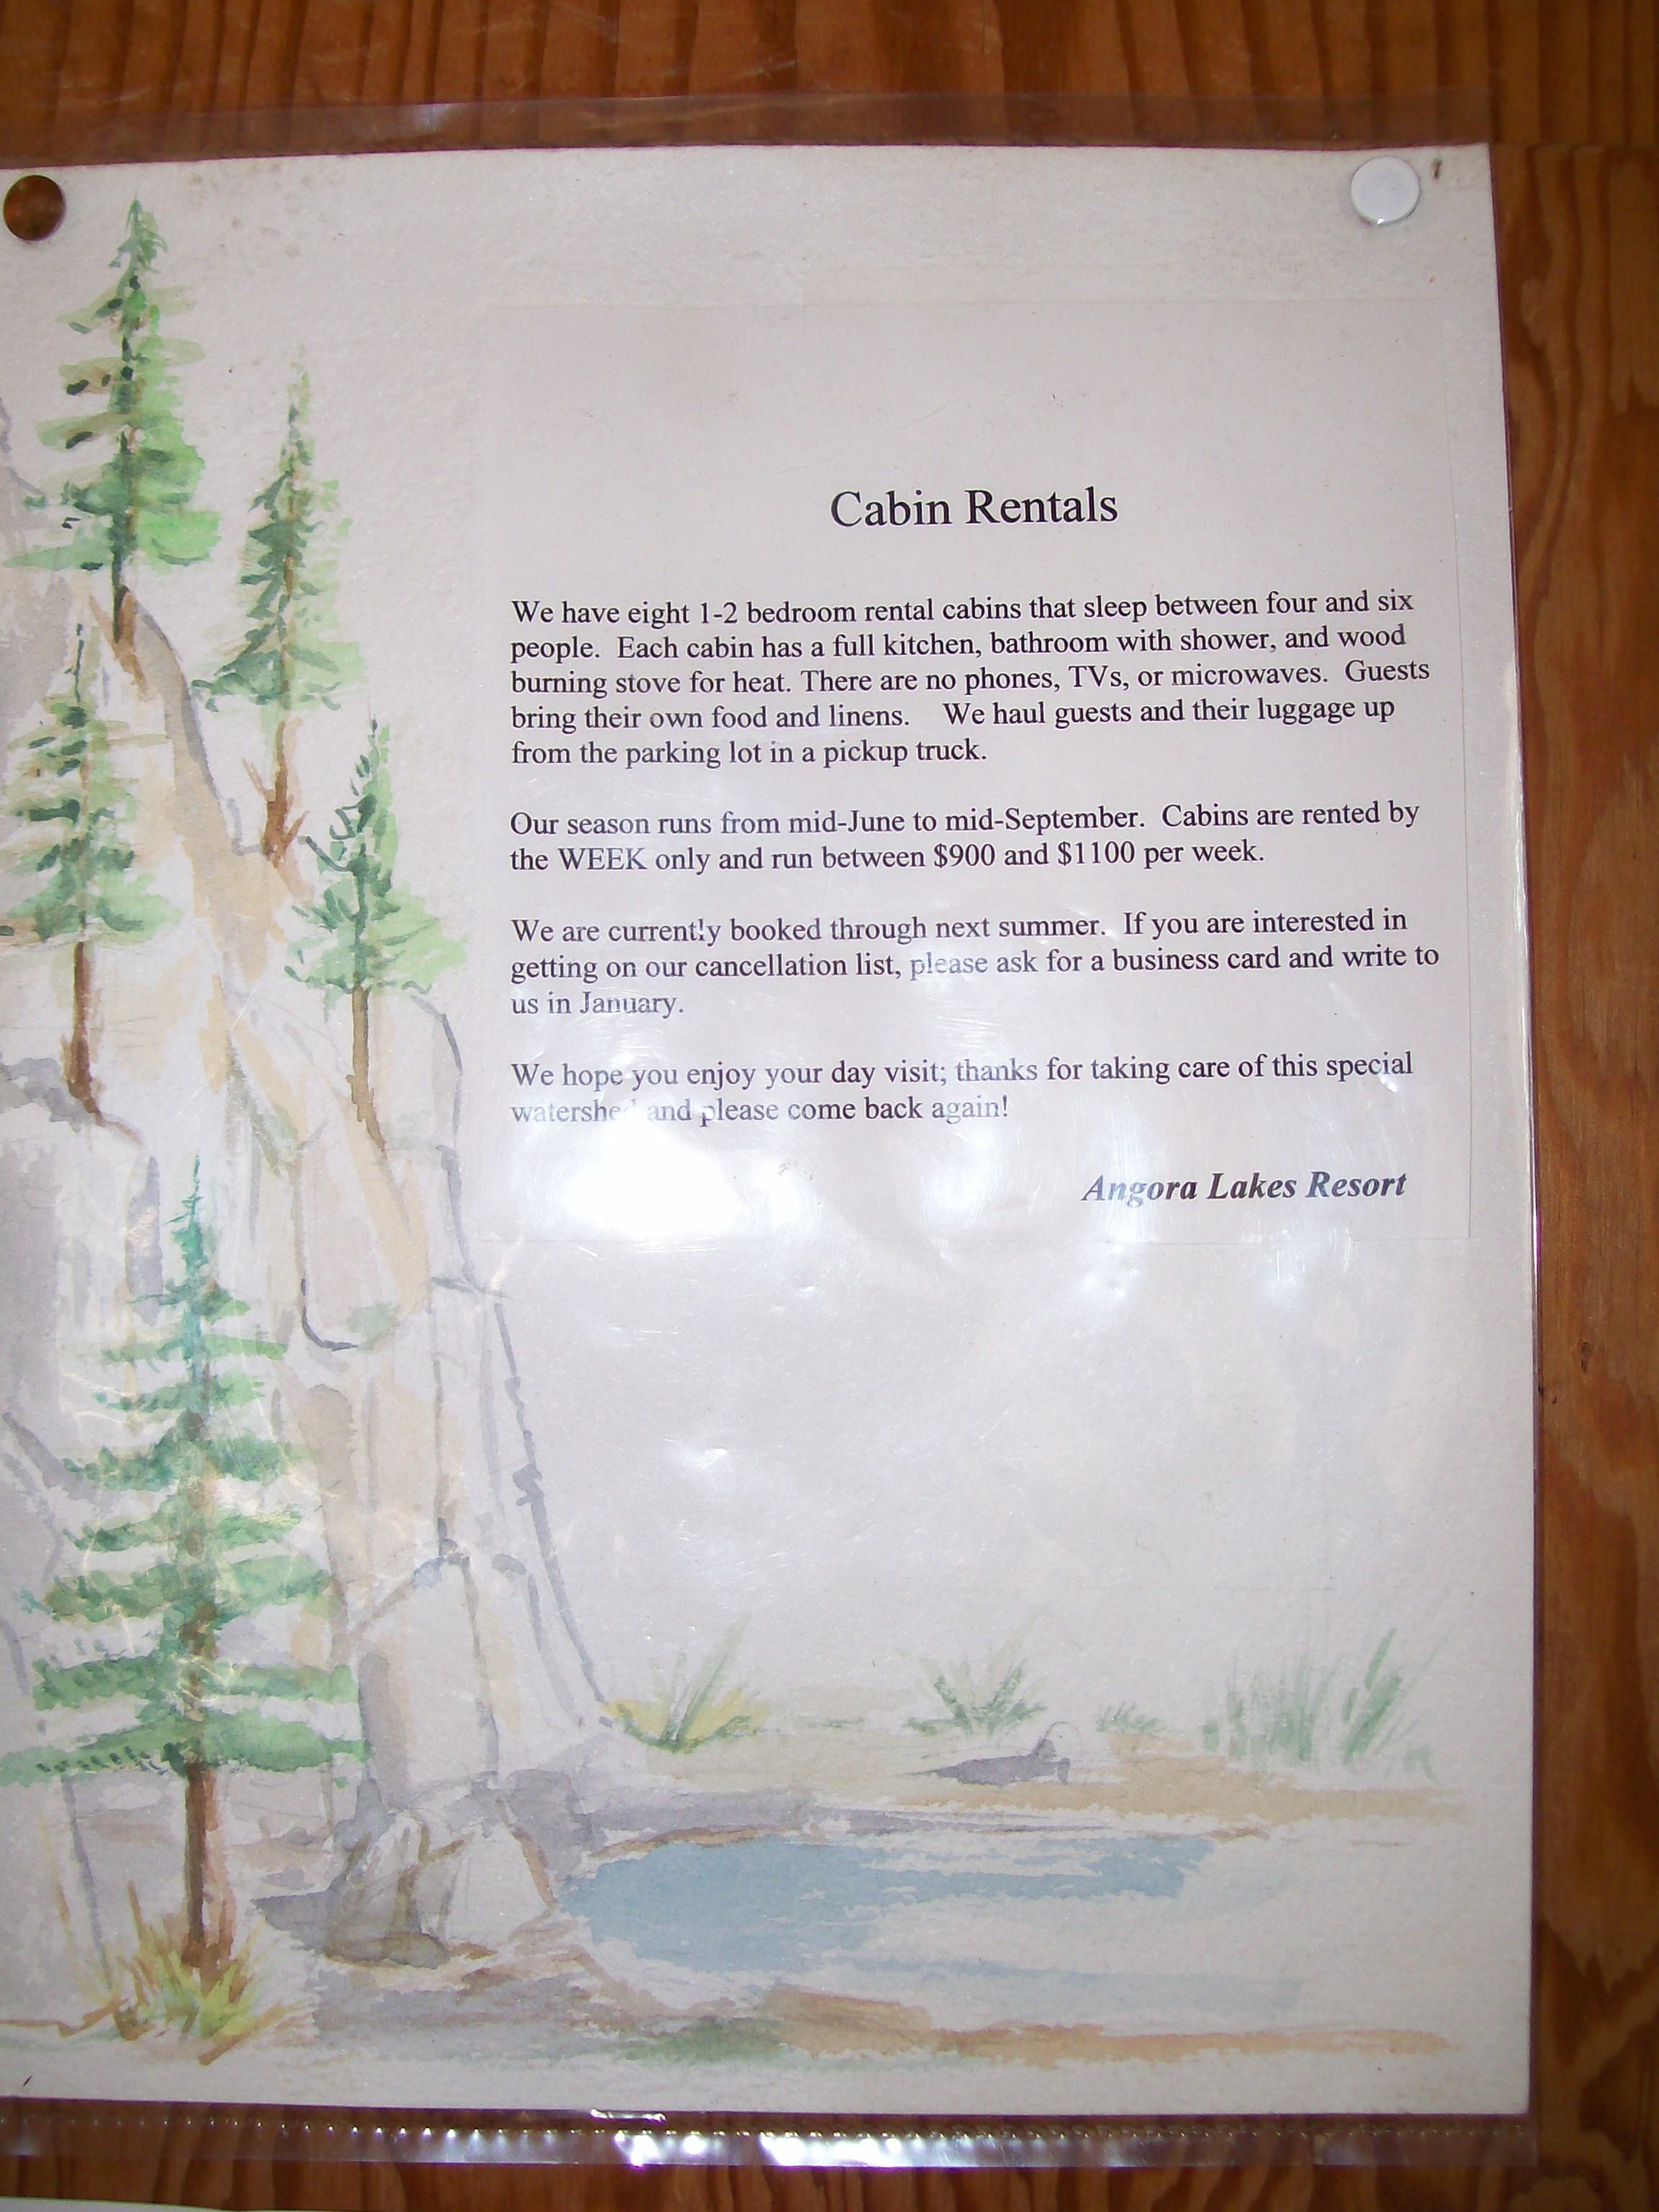 Cabin Rentals
We have eight 1-2 bedroom rental cabins that sleep between four and six
people. Each cabin has a full kitchen, bathroom with shower, and wood
burning stove for heat. There are no phones, TVs, or microwaves. Guests
bring their own food and linens. We haul guests and their luggage up
from the parking lot in a pickup truck.
Our season runs from mid-June to mid-September. Cabins are rented by
the WEEK only and run between $900 and $1100 per week.
We are currently booked through next summer. If you are interested in
getting on our cancellation list, please ask for a business card and write to
us in January.
We hope you enjoy your day visit; thanks for taking care of this special
watershed and please come back again!
Angora Lakes Resort